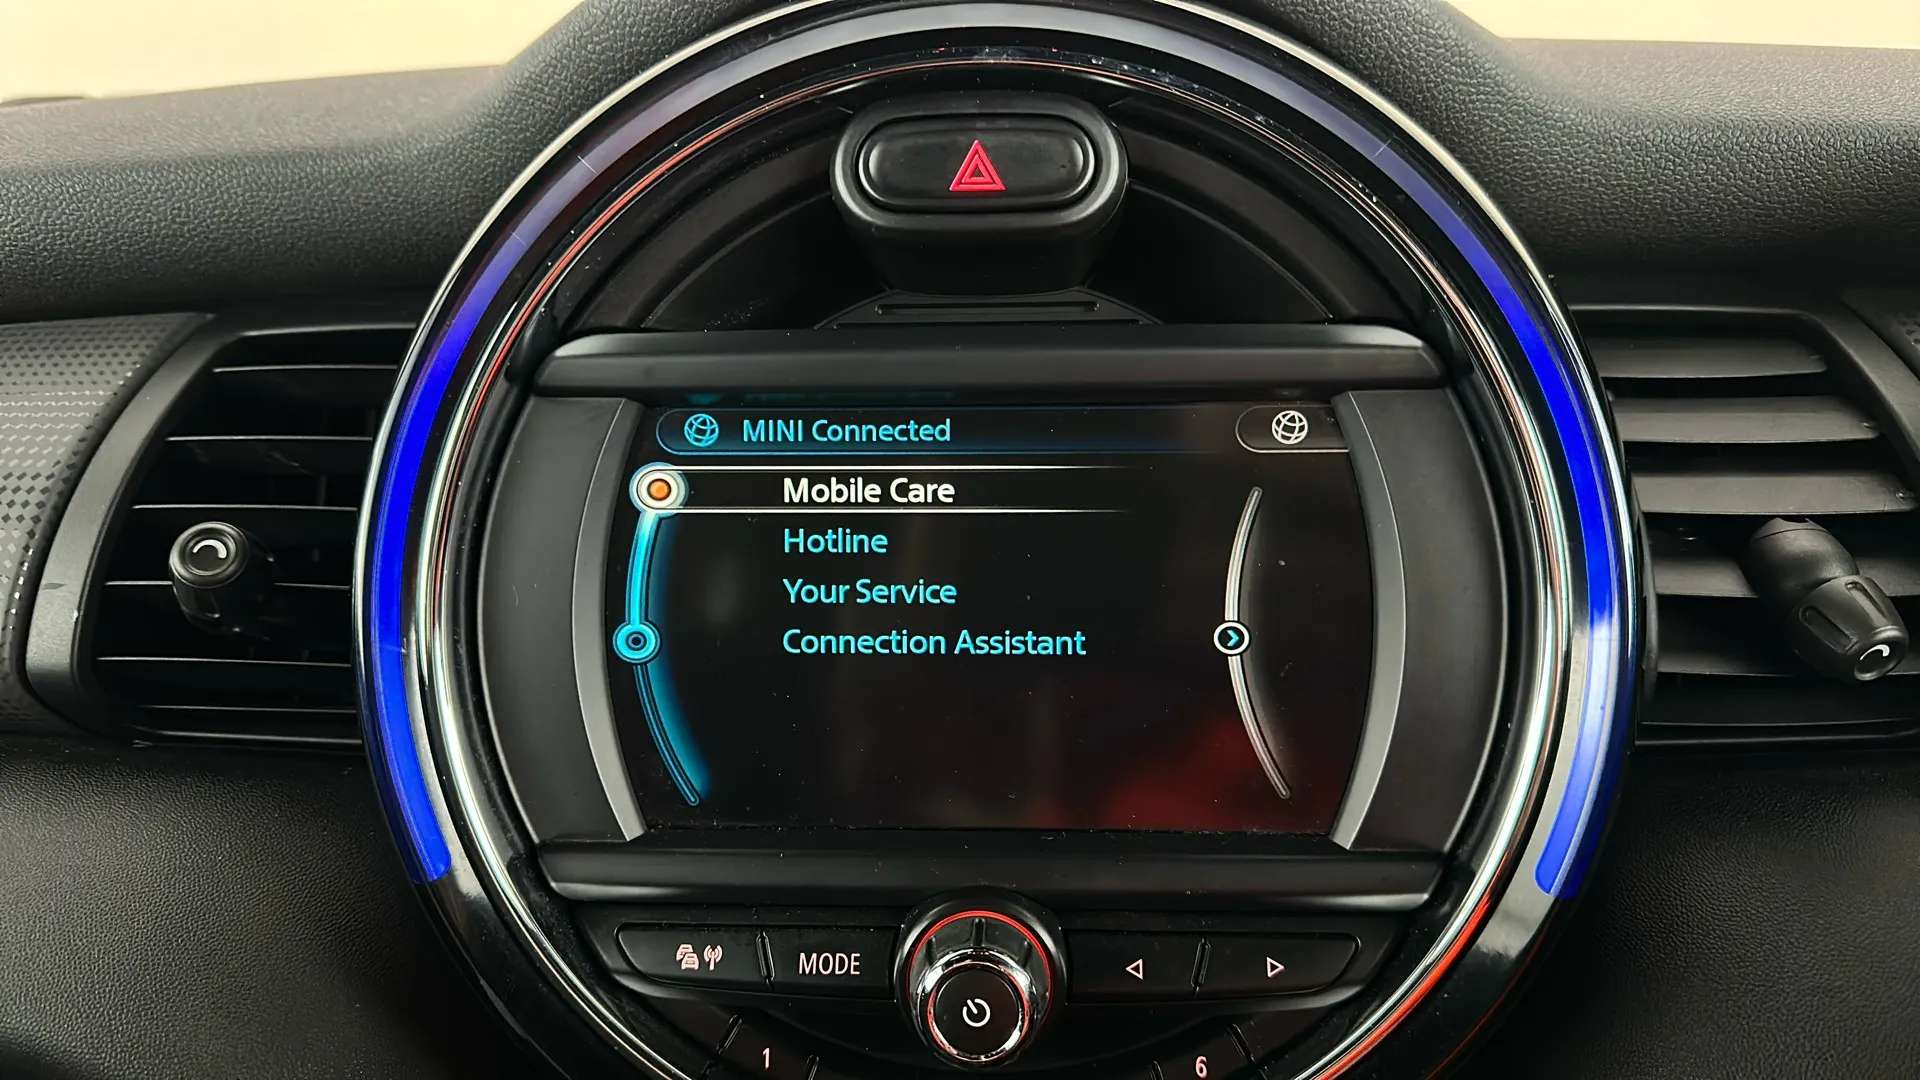 MINI Connected
Mobile Care
Hotline
Your Service
Connection Assistant
MODE
1
6